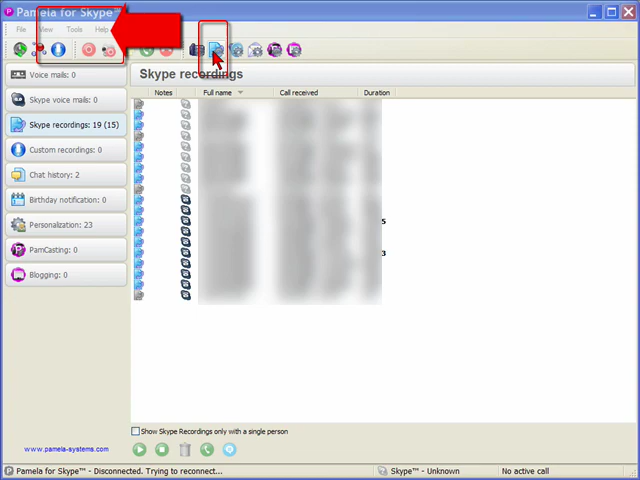 Pamela for Skype™
File View Tools Help
Skype recordings
Voice mails: 0
Skype voice mails: 0
Skype recordings: 19 (15)
Custom recordings: 0
Chat history: 2
Birthday notification: 0
Personalization: 23
PamCasting: 0
Blogging: 0
Notes Full name Call received Duration
5
3
Show Skype Recordings only with a single person
www.pamela-systems.com
Pamela for Skype™ - Disconnected. Trying to reconnect... Skype™ - Unknown No active call